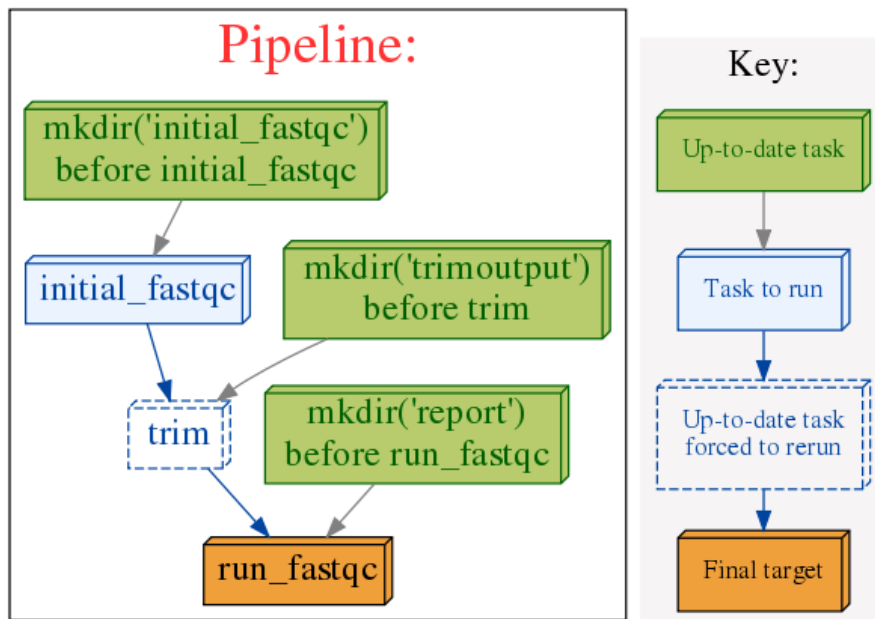 Pipeline:
mkdir('initial_fastqc')
before initial_fastqc
initial_fastqc
mkdir('trimoutput')
before trim
trim
mkdir('report')
before run_fastqc
run_fastqc
Key:
Up-to-date task
Task to run
Up-to-date task
forced to rerun
Final target